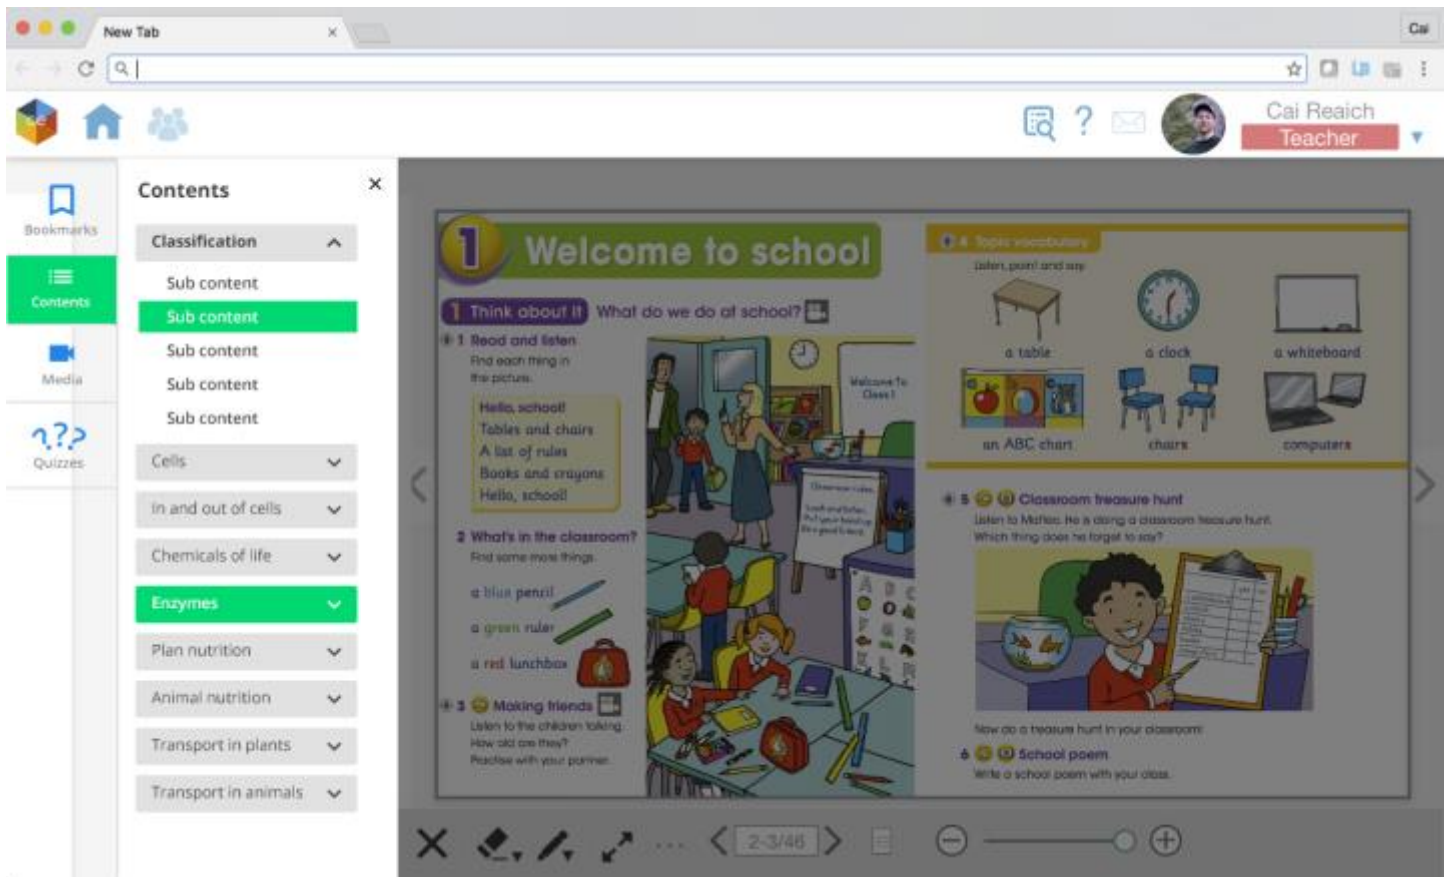 New Tab
Cai
Cai Reaich
Teacher
Bookmarks
Contents
Media
?.??
Quizzes
Contents
Classification
Sub content
Sub content
Sub content
Sub content
Sub content
Cells
In and out of cells
Chemicals of life
Enzymes
Plan nutrition
Animal nutrition
Transport in plants
Transport in animals
1 Welcome to school
1 Think about it What do we do at school?
1 Read and listen
Find each thing in
the picture.
Hello, school!
Tables and chairs
A list of rules
Books and crayons
Hello, school!
2 What's in the classroom?
Find some more things.
a blue pencil
a green ruler
a red lunchbox
3 Making friends
Listen to the children talking.
How old are they?
Practise with your partner.
Welcome To
Class 1
Classroom rules
A B C
4 Topic vocabulary
Listen, point and say.
a table
a clock
a whiteboard
an ABC chart
chairs
computers
5 Classroom treasure hunt
Listen to Matteo. He is doing a classroom treasure hunt.
Which thing does he forget to say?
Now do a treasure hunt in your classroom!
6 School poem
Write a school poem with your class.
2-3/46